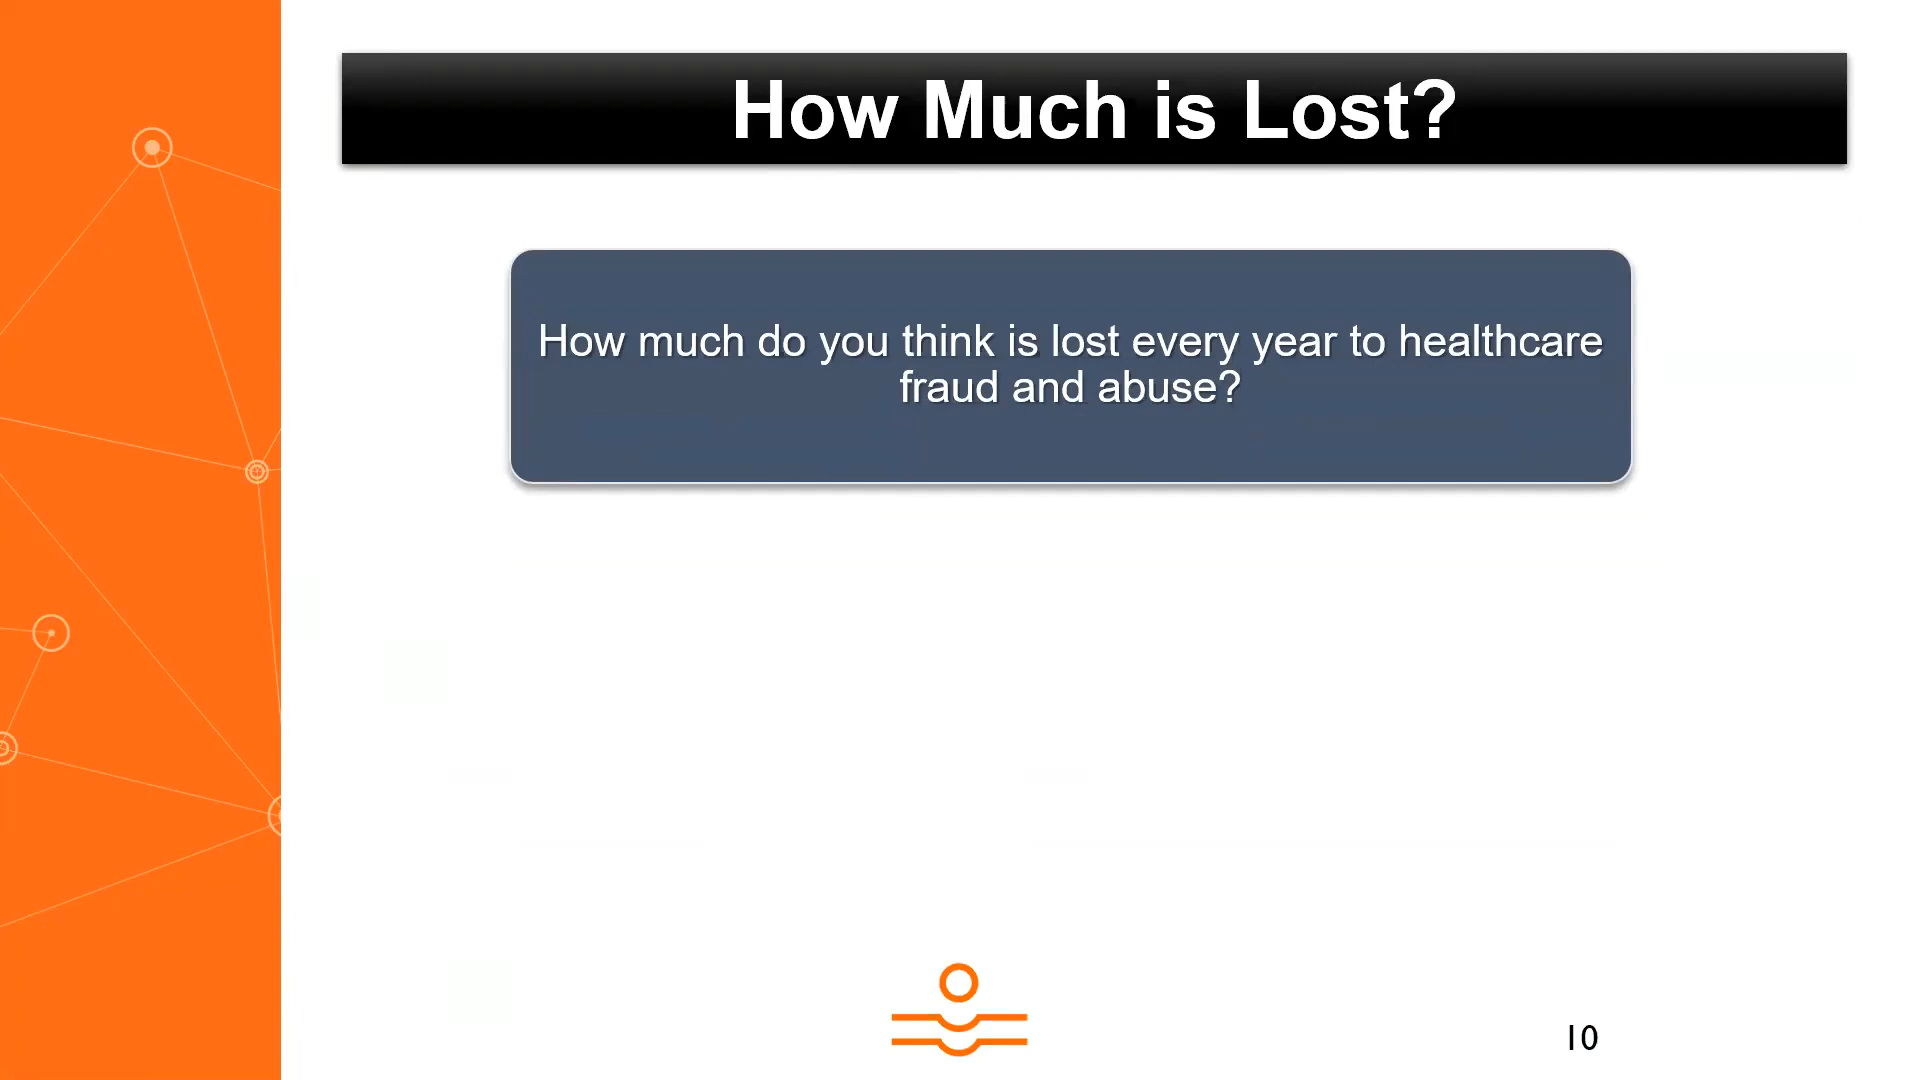 How Much is Lost?
How much do you think is lost every year to healthcare
fraud and abuse?
10